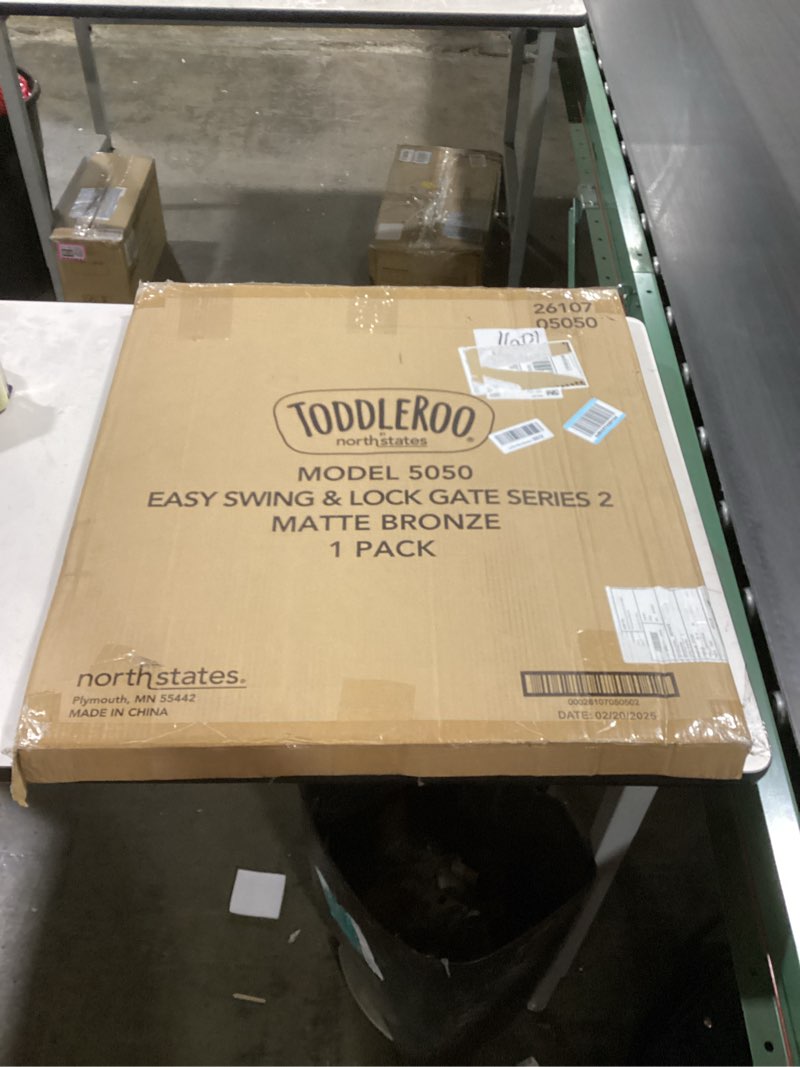 26107
05050
TODDLEROO®
by
northstates
MODEL 5050
EASY SWING & LOCK GATE SERIES 2
MATTE BRONZE
1 PACK
northstates®
Plymouth, MN 55442
MADE IN CHINA
00026107050502
DATE: 02/20/2025